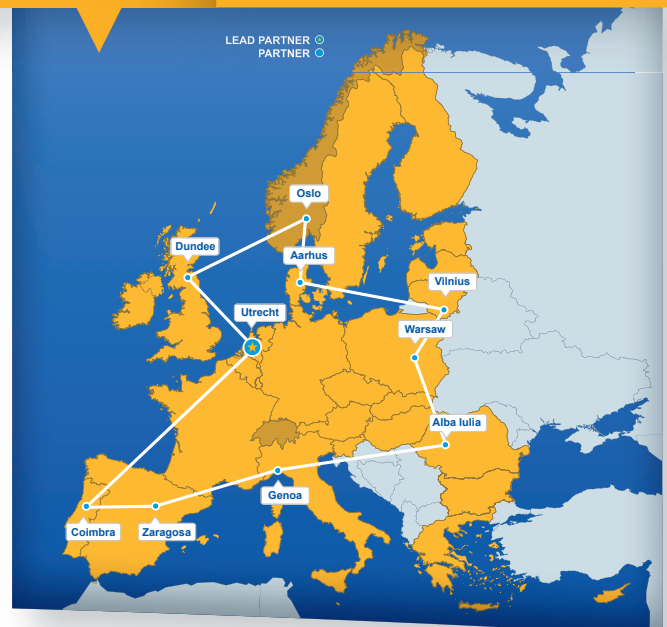 LEAD PARTNER
PARTNER
Oslo
Dundee
Aarhus
Vilnius
Utrecht
Warsaw
Alba Iulia
Genoa
Coimbra
Zaragosa